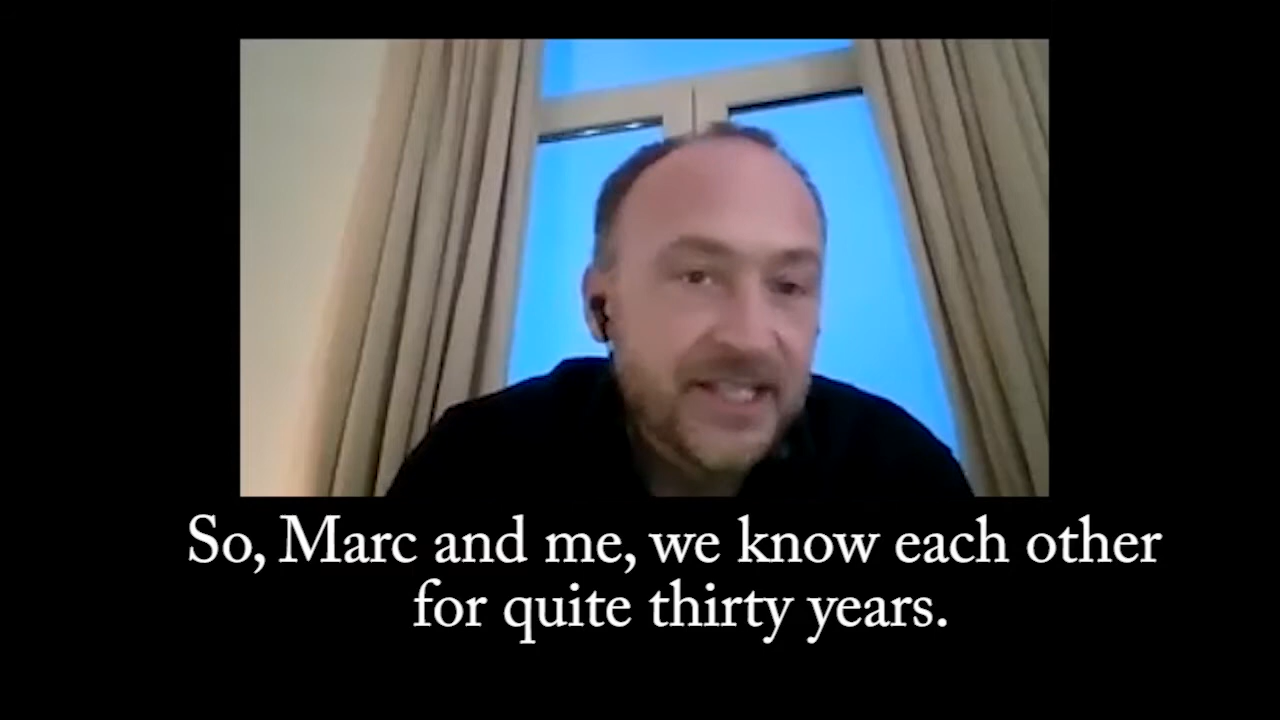 So, Marc and me, we know each other
for quite thirty years.